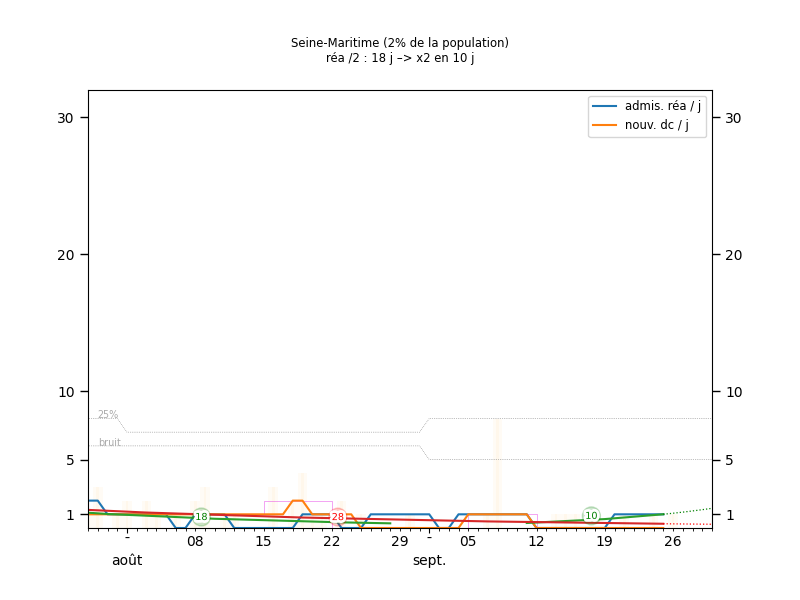 Seine-Maritime (2% de la population)
réa /2 : 18 j –> x2 en 10 j
admis. réa / j
nouv. dc / j
30 30
20 20
10 10
25%
bruit
5 5
1 1
18 28 10
- 08 15 22 29 - 05 12 19 26
août sept.